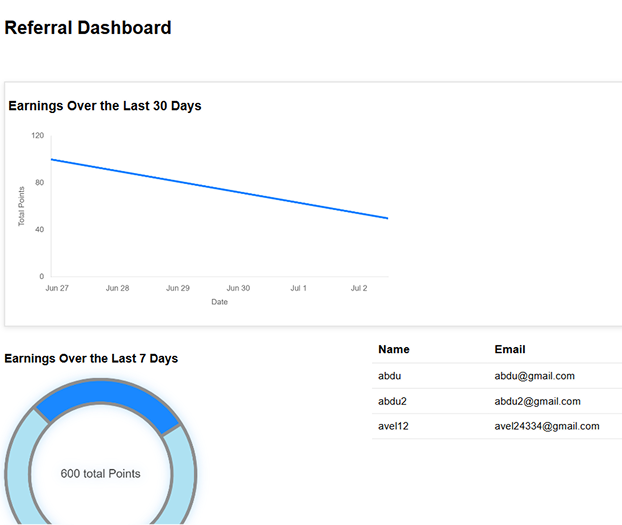 Referral Dashboard
Earnings Over the Last 30 Days
120
80
40
0
Total Points
Jun 27 Jun 28 Jun 29 Jun 30 Jul 1 Jul 2
Date
Earnings Over the Last 7 Days
600 total Points
Name Email
abdu abdu@gmail.com
abdu2 abdu2@gmail.com
avel12 avel24334@gmail.com